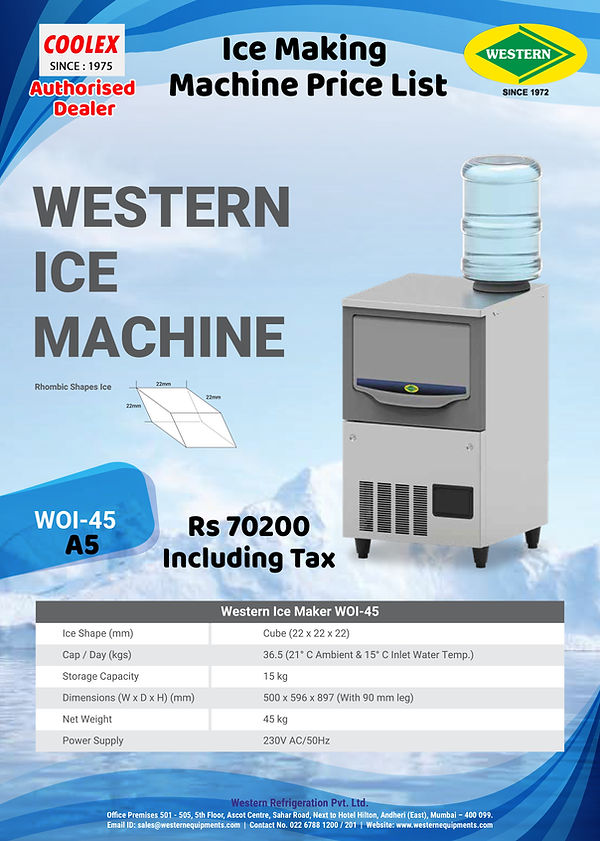 COOLEX
SINCE : 1975
Authorised
Dealer
Ice Making
Machine Price List
WESTERN
SINCE 1972
WESTERN
ICE
MACHINE
Rhombic Shapes Ice
22mm
22mm
22mm
WOI-45
A5
Rs 70200
Including Tax
Western Ice Maker WOI-45
Ice Shape (mm) Cube (22 x 22 x 22)
Cap / Day (kgs) 36.5 (21° C Ambient & 15° C Inlet Water Temp.)
Storage Capacity 15 kg
Dimensions (W x D x H) (mm) 500 x 596 x 897 (With 90 mm leg)
Net Weight 45 kg
Power Supply 230V AC/50Hz
Western Refrigeration Pvt. Ltd.
Office Premises 501 - 505, 5th Floor, Ascot Centre, Sahar Road, Next to Hotel Hilton, Andheri (East), Mumbai – 400 099.
Email ID: sales@westernequipments.com | Contact No. 022 6788 1200 / 201 | Website: www.westernequipments.com